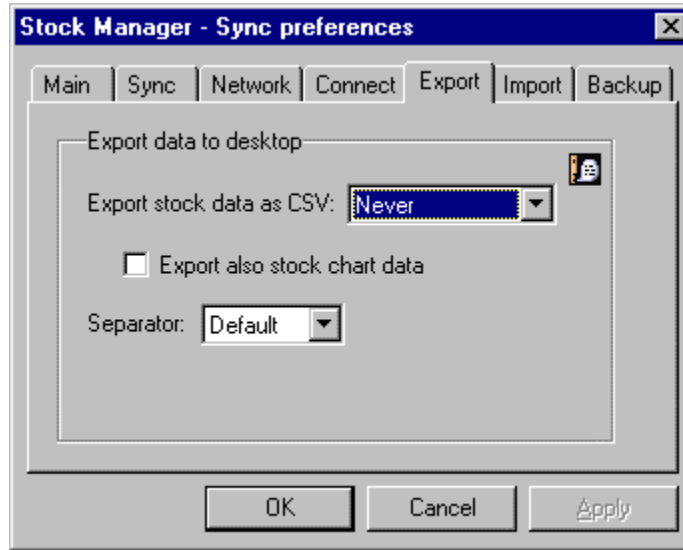 Stock Manager - Sync preferences
Main Sync Network Connect Export Import Backup
Export data to desktop
Export stock data as CSV: Never
Export also stock chart data
Separator: Default
OK Cancel Apply